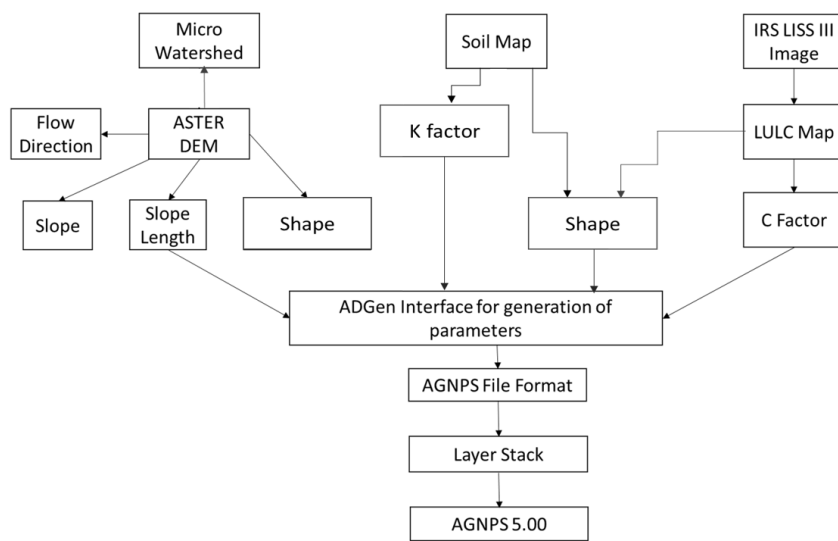 Micro
Watershed
Soil Map
IRS LISS III
Image
Flow
Direction
ASTER
DEM
K factor
LULC Map
Slope
Slope
Length
Shape
Shape
C Factor
ADGen Interface for generation of
parameters
AGNPS File Format
Layer Stack
AGNPS 5.00